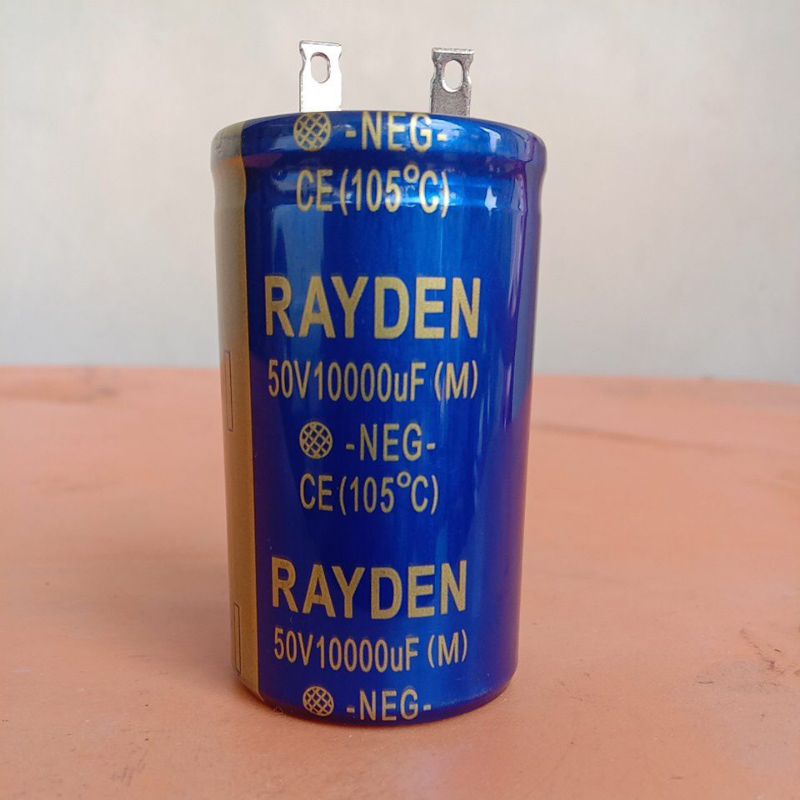 -NEG-
CE (105°C)
RAYDEN
50V10000uF (M)
-NEG-
CE (105°C)
RAYDEN
50V10000uF (M)
-NEG-